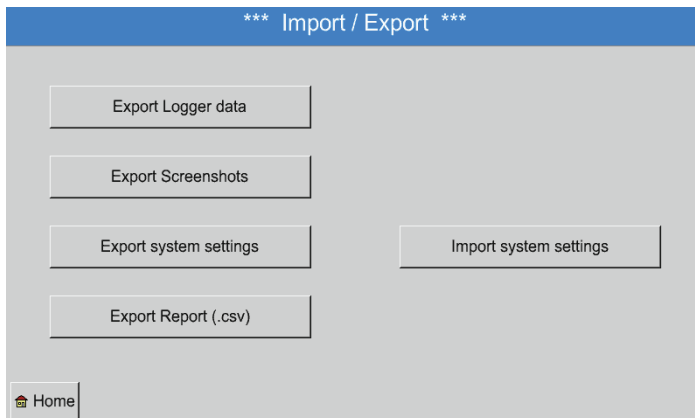 *** Import / Export ***
Export Logger data
Export Screenshots
Export system settings
Import system settings
Export Report (.csv)
Home